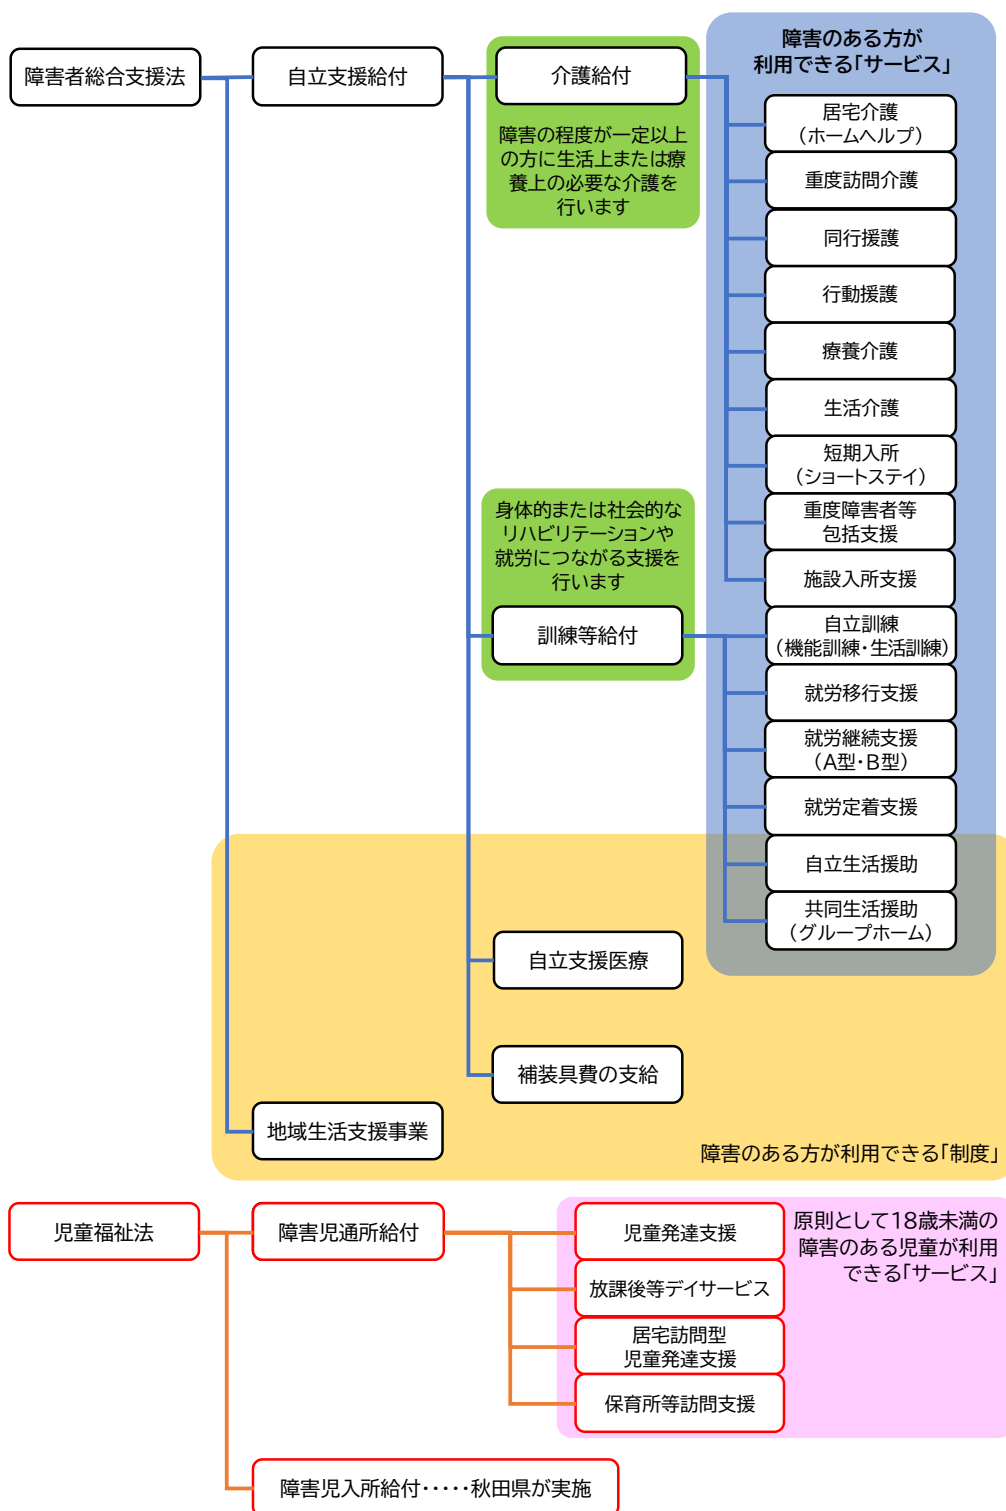 障害者総合支援法
自立支援給付
介護給付
障害の程度が一定以上
の方に生活上または療
養上の必要な介護を
行います
障害のある方が
利用できる「サービス」
居宅介護
(ホームヘルプ)
重度訪問介護
同行援護
行動援護
療養介護
生活介護
短期入所
(ショートステイ)
重度障害者等
包括支援
施設入所支援
身体的または社会的な
リハビリテーションや
就労につながる支援を
行います
訓練等給付
自立訓練
(機能訓練・生活訓練)
就労移行支援
就労継続支援
(A型・B型)
就労定着支援
自立生活援助
共同生活援助
(グループホーム)
自立支援医療
補装具費の支給
地域生活支援事業
障害のある方が利用できる「制度」
児童福祉法
障害児通所給付
児童発達支援
放課後等デイサービス
居宅訪問型
児童発達支援
保育所等訪問支援
原則として18歳未満の
障害のある児童が利用
できる「サービス」
障害児入所給付・・・・・秋田県が実施